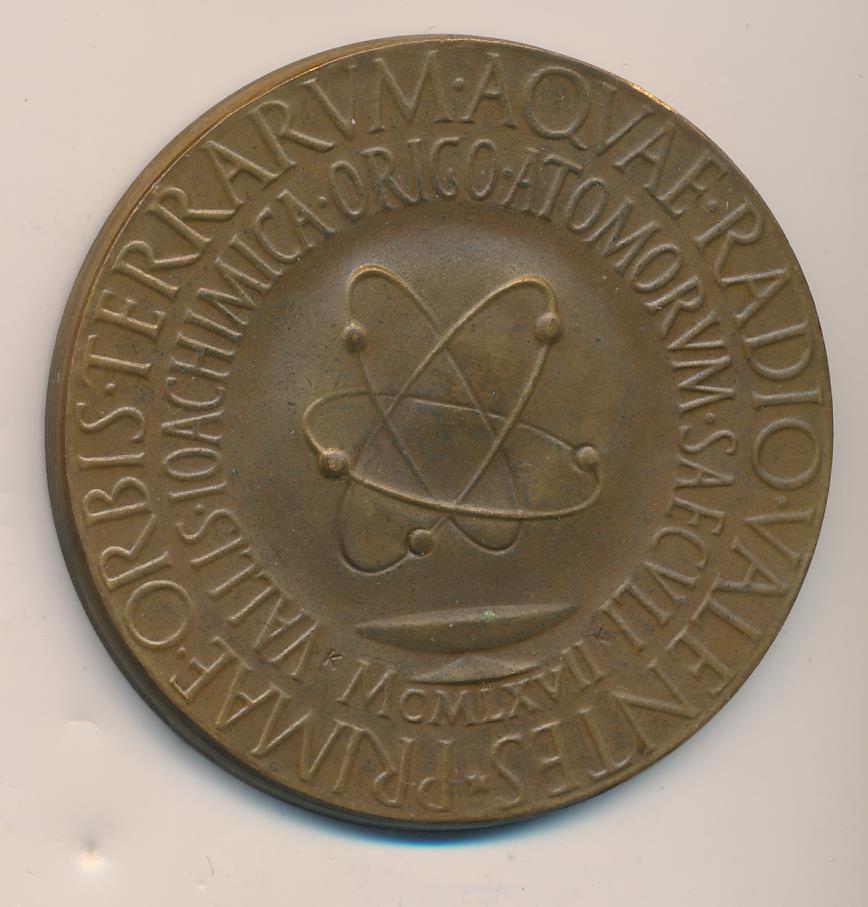 PRIMAE·ORBIS·TERRARVM·AQVAE·RADIO·VALENTES·
VALLIS·IOACHIMICA·ORIGO·ATOMORVM·SAECVLI·
K K
MCMLXVII